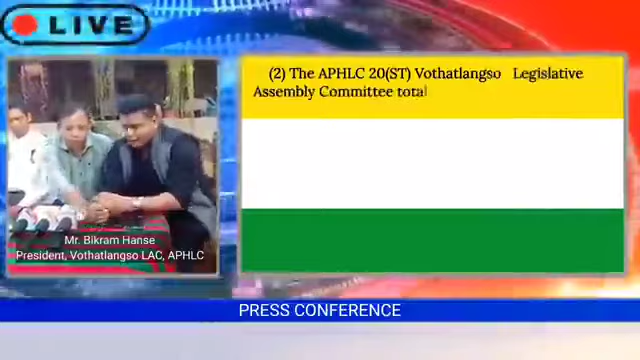 LIVE
(2) The APHLC 20(ST) Vothatlangso Legislative
Assembly Committee total
Mr. Bikram Hanse
President, Vothatlangso LAC, APHLC
PRESS CONFERENCE